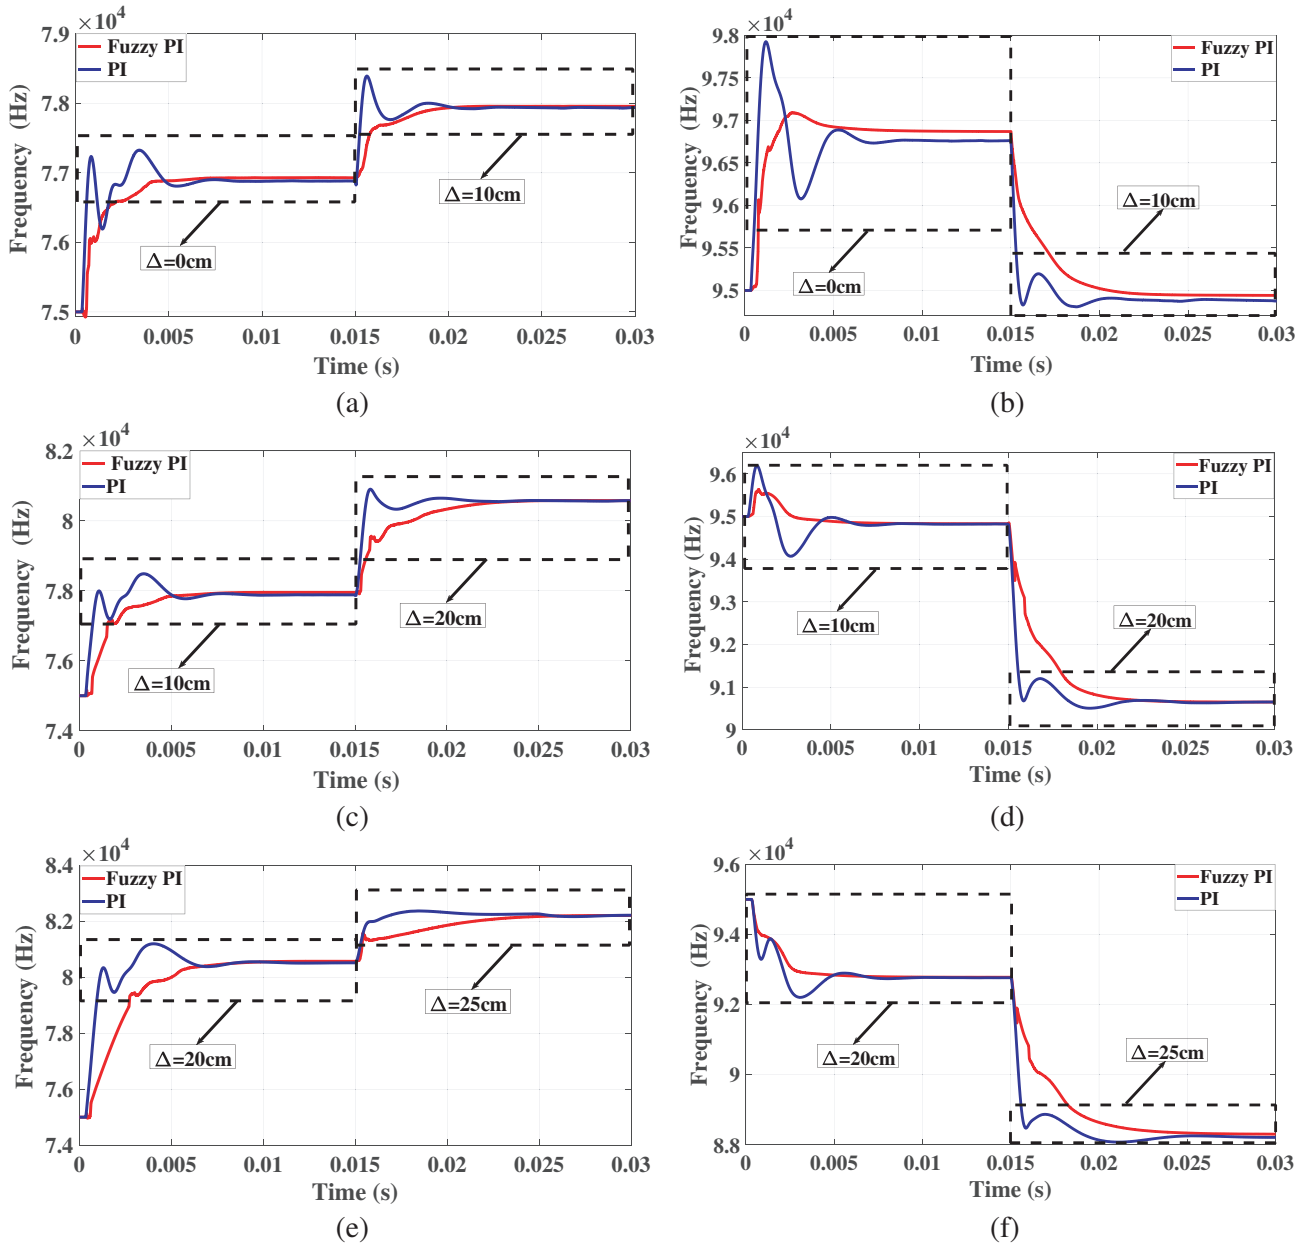 ×10⁴
7.9
7.8
7.7
7.6
7.5
Frequency (Hz)
Fuzzy PI
PI
Δ=0cm
Δ=10cm
0 0.005 0.01 0.015 0.02 0.025 0.03
Time (s)
(a)
×10⁴
9.8
9.75
9.7
9.65
9.6
9.55
9.5
Frequency (Hz)
Fuzzy PI
PI
Δ=10cm
Δ=0cm
0 0.005 0.01 0.015 0.02 0.025 0.03
Time (s)
(b)
×10⁴
8.2
8
7.8
7.6
7.4
Frequency (Hz)
Fuzzy PI
PI
Δ=20cm
Δ=10cm
0 0.005 0.01 0.015 0.02 0.025 0.03
Time (s)
(c)
×10⁴
9.6
9.5
9.4
9.3
9.2
9.1
9
Frequency (Hz)
Fuzzy PI
PI
Δ=10cm
Δ=20cm
0 0.005 0.01 0.015 0.02 0.025 0.03
Time (s)
(d)
×10⁴
8.4
8.2
8
7.8
7.6
7.4
Frequency (Hz)
Fuzzy PI
PI
Δ=25cm
Δ=20cm
0 0.005 0.01 0.015 0.02 0.025 0.03
Time (s)
(e)
×10⁴
9.6
9.4
9.2
9
8.8
Frequency (Hz)
Fuzzy PI
PI
Δ=20cm
Δ=25cm
0 0.005 0.01 0.015 0.02 0.025 0.03
Time (s)
(f)